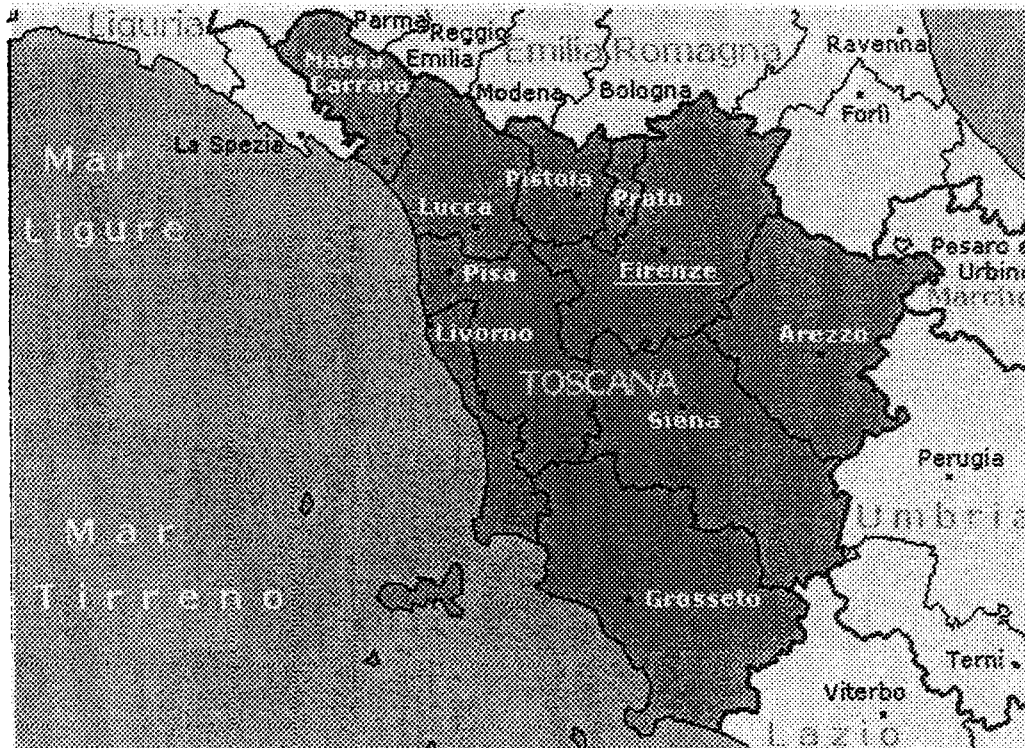 Liguria
Parma
Reggio
Emilia
Emilia Romagna
Ravenna
Massa
Carrara
Modena
Bologna
Forlì
La Spezia
Mar
Ligure
Pistoia
Prato
Lucca
Pesaro e
Urbino
Marche
Pisa
Firenze
Livorno
Arezzo
TOSCANA
Siena
Perugia
Umbria
Mar
Tirreno
Grosseto
Terni
Viterbo
Lazio